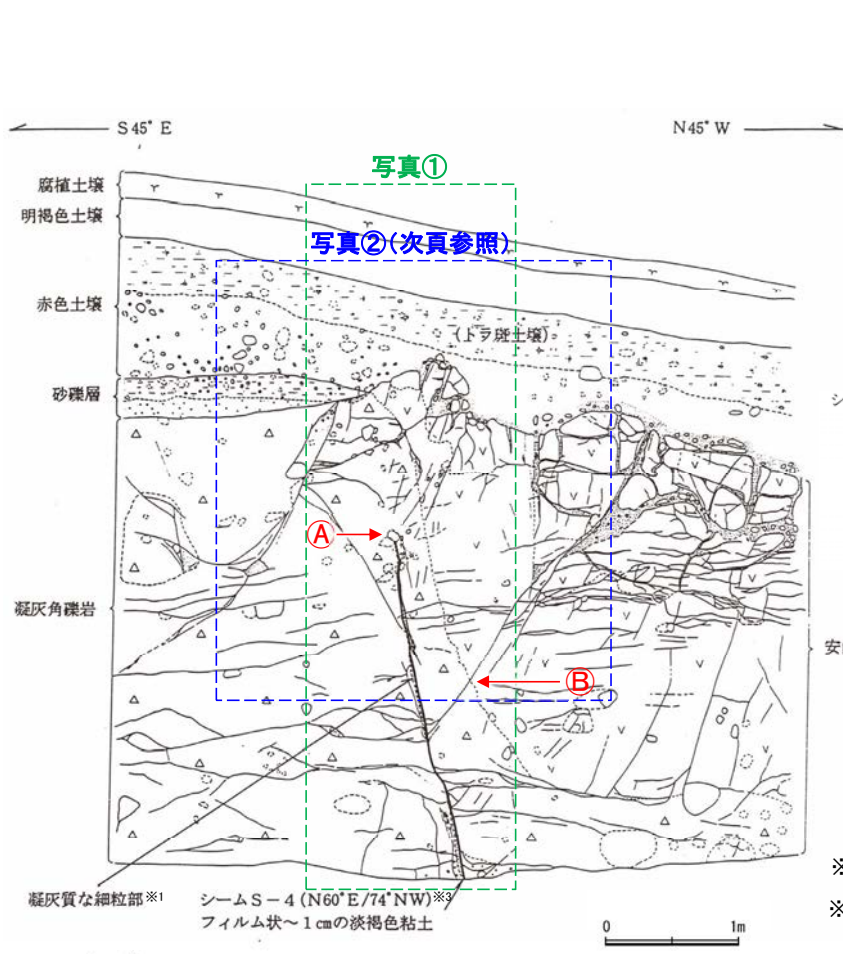 S45°E
N45°W
写真①
腐植土壌
明褐色土壌
写真②(次頁参照)
赤色土壌
(トラ斑土壌)
砂礫層
シ
Ⓐ
凝灰角礫岩
安
Ⓑ
※
凝灰質な細粒部※1
シームS-4(N60°E/74°NW)※3
フィルム状~1㎝の淡褐色粘土
※
0 1m